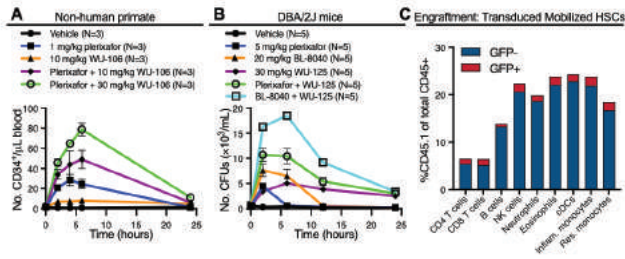 A Non-human primate
Vehicle (N=3)
1 mg/kg plerixafor (N=3)
10 mg/kg WU-106 (N=3)
Plerixafor + 10 mg/kg WU-106 (N=3)
Plerixafor + 30 mg/kg WU-106 (N=3)
No. CD34+/μL blood
100
80
60
40
20
0
0 5 10 15 20 25
Time (hours)
B DBA/2J mice
Vehicle (N=5)
5 mg/kg plerixafor (N=5)
20 mg/kg BL-8040 (N=5)
30 mg/kg WU-125 (N=5)
Plerixafor + WU-125 (N=5)
BL-8040 + WU-125 (N=5)
No. CFUs (×10³/mL)
20
15
10
5
0
0 5 10 15 20 25
Time (hours)
C Engraftment: Transduced Mobilized HSCs
GFP-
GFP+
%CD45.1 of total CD45+
30
25
20
15
10
5
0
CD4 T cells
CD8 T cells
B cells
NK cells
Neutrophils
Eosinophils
cDCs
Inflam. monocytes
Res. monocytes